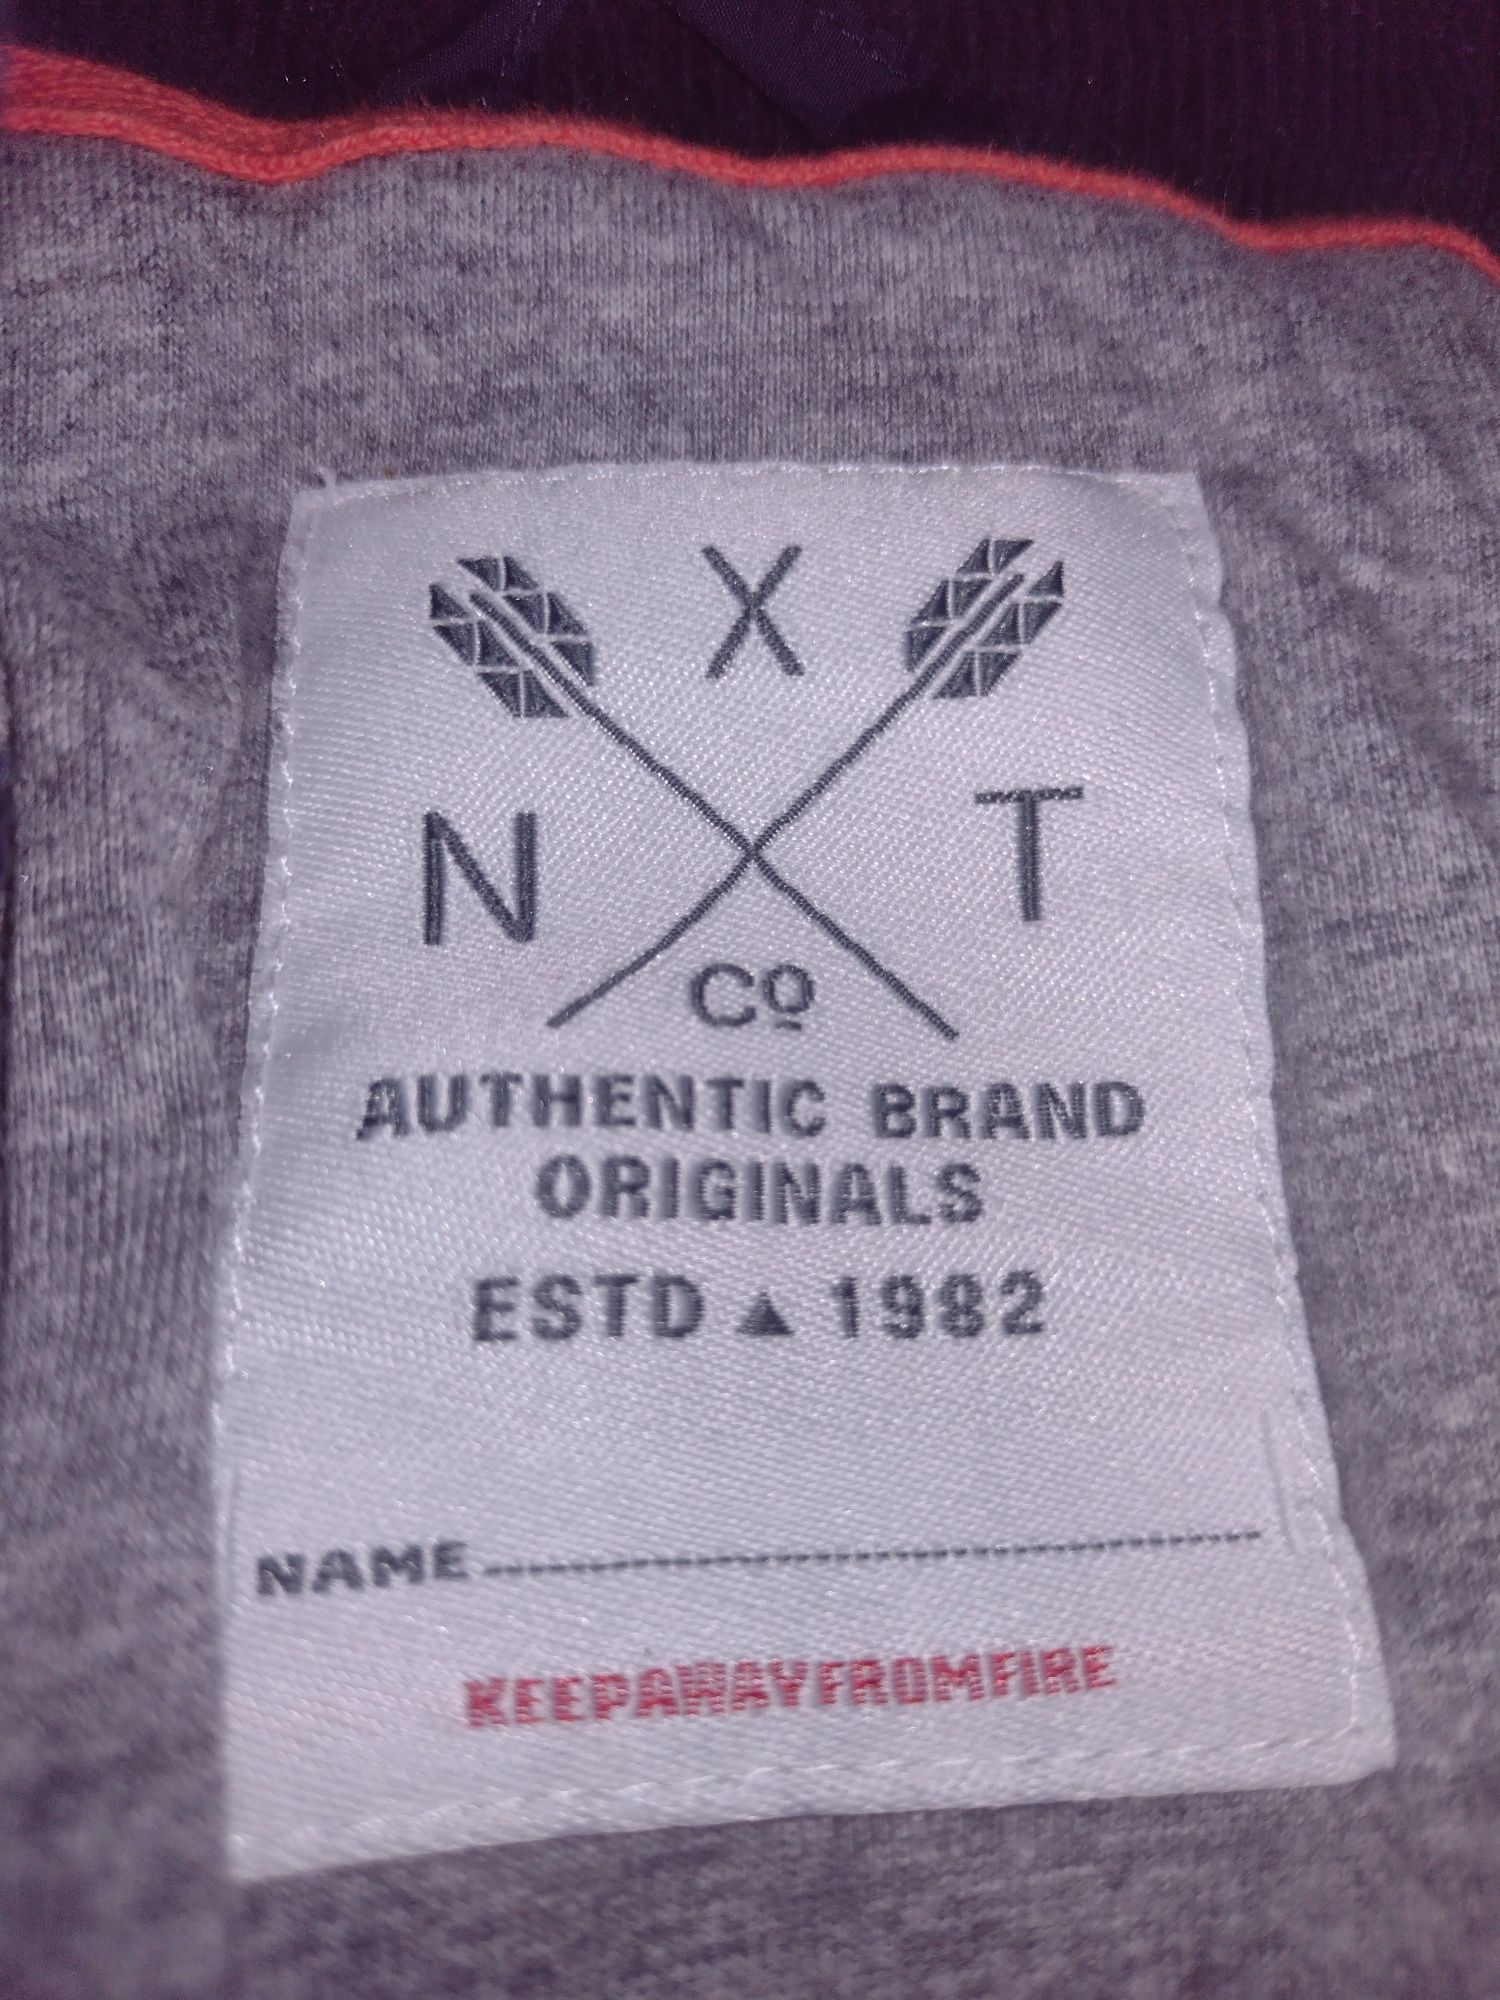 X
N T
Cº
AUTHENTIC BRAND
ORIGINALS
ESTD ▲ 1982
NAME
KEEPAWAYFROMFIRE